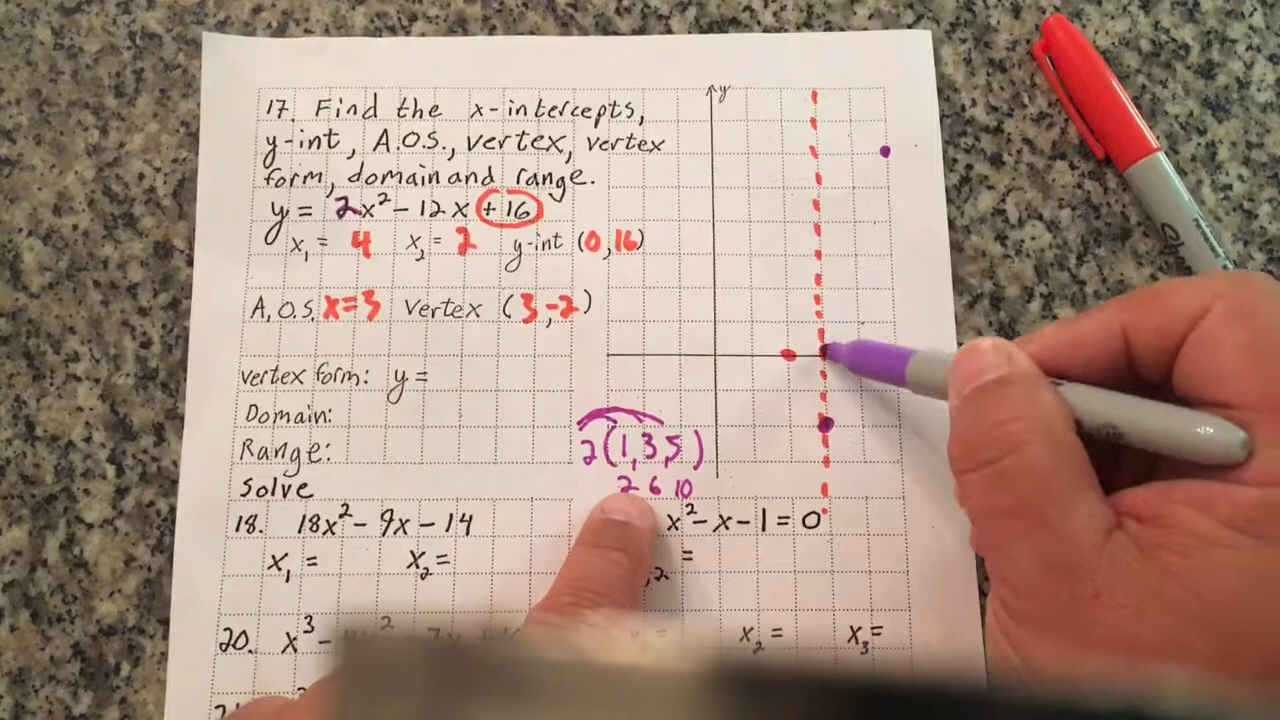 17. Find the x-intercepts,
y-int, A.O.S., vertex, vertex
form, domain and range.
y = 2x² - 12x + 16
x₁ = 4 x₂ = 2 y-int (0,16)
A.O.S. x=3 Vertex (3,-2)
vertex form: y =
Domain:
Range:
y
2(1,3,5)
2 6 10
Solve
18. 18x² - 9x - 14
x₁ = x₂ =
x² - x - 1 = 0
,2 =
20. x³ -
x₂ = x₃ =